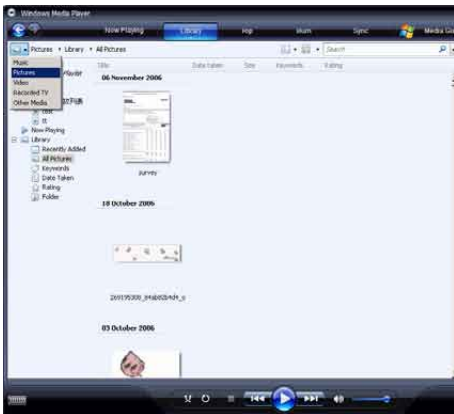 Windows Media Player
Now Playing
Library
Rip
Burn
Sync
Media Gui
Pictures
Library
All Pictures
Search
Music
Pictures
Video
Recorded TV
Other Media
Playlist
Title
Date taken
Size
Keywords
Rating
06 November 2006
survey
Now Playing
Library
Recently Added
All Pictures
Keywords
Date Taken
Rating
Folder
18 October 2006
03 October 2006